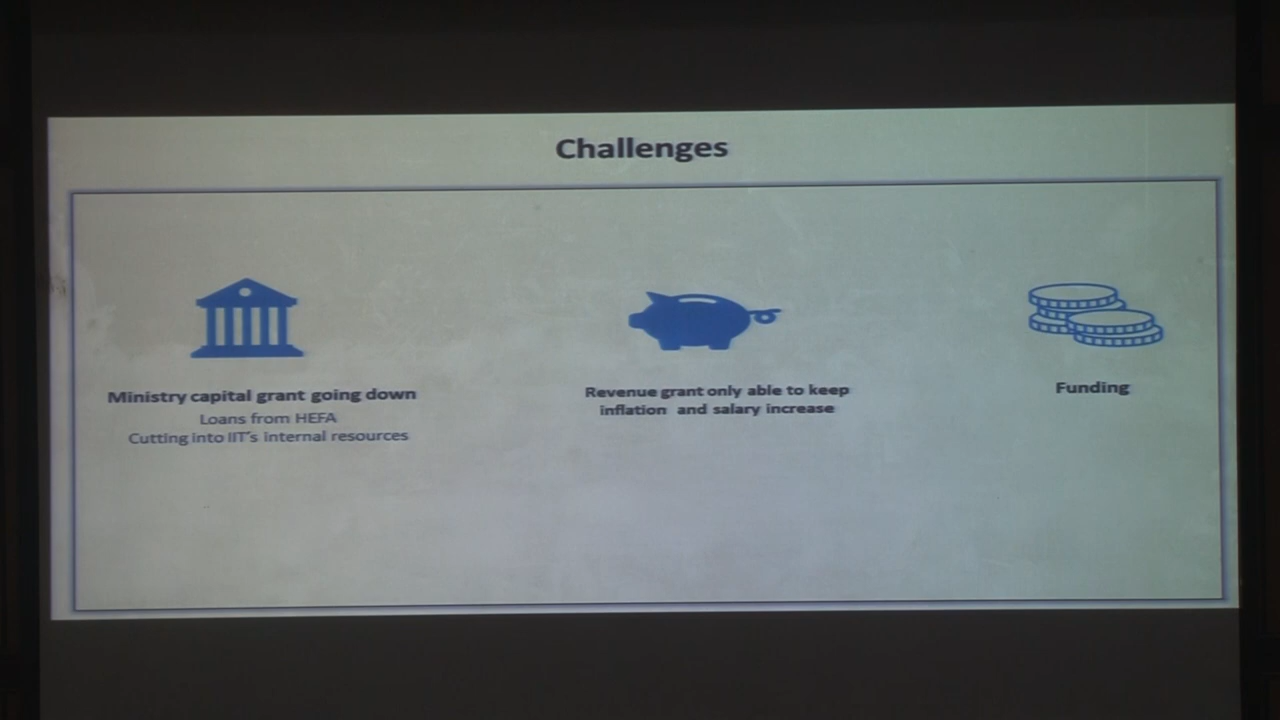 Challenges
Ministry capital grant going down
Loans from HEFA
Cutting into IIT's internal resources
Revenue grant only able to keep
inflation and salary increase
Funding